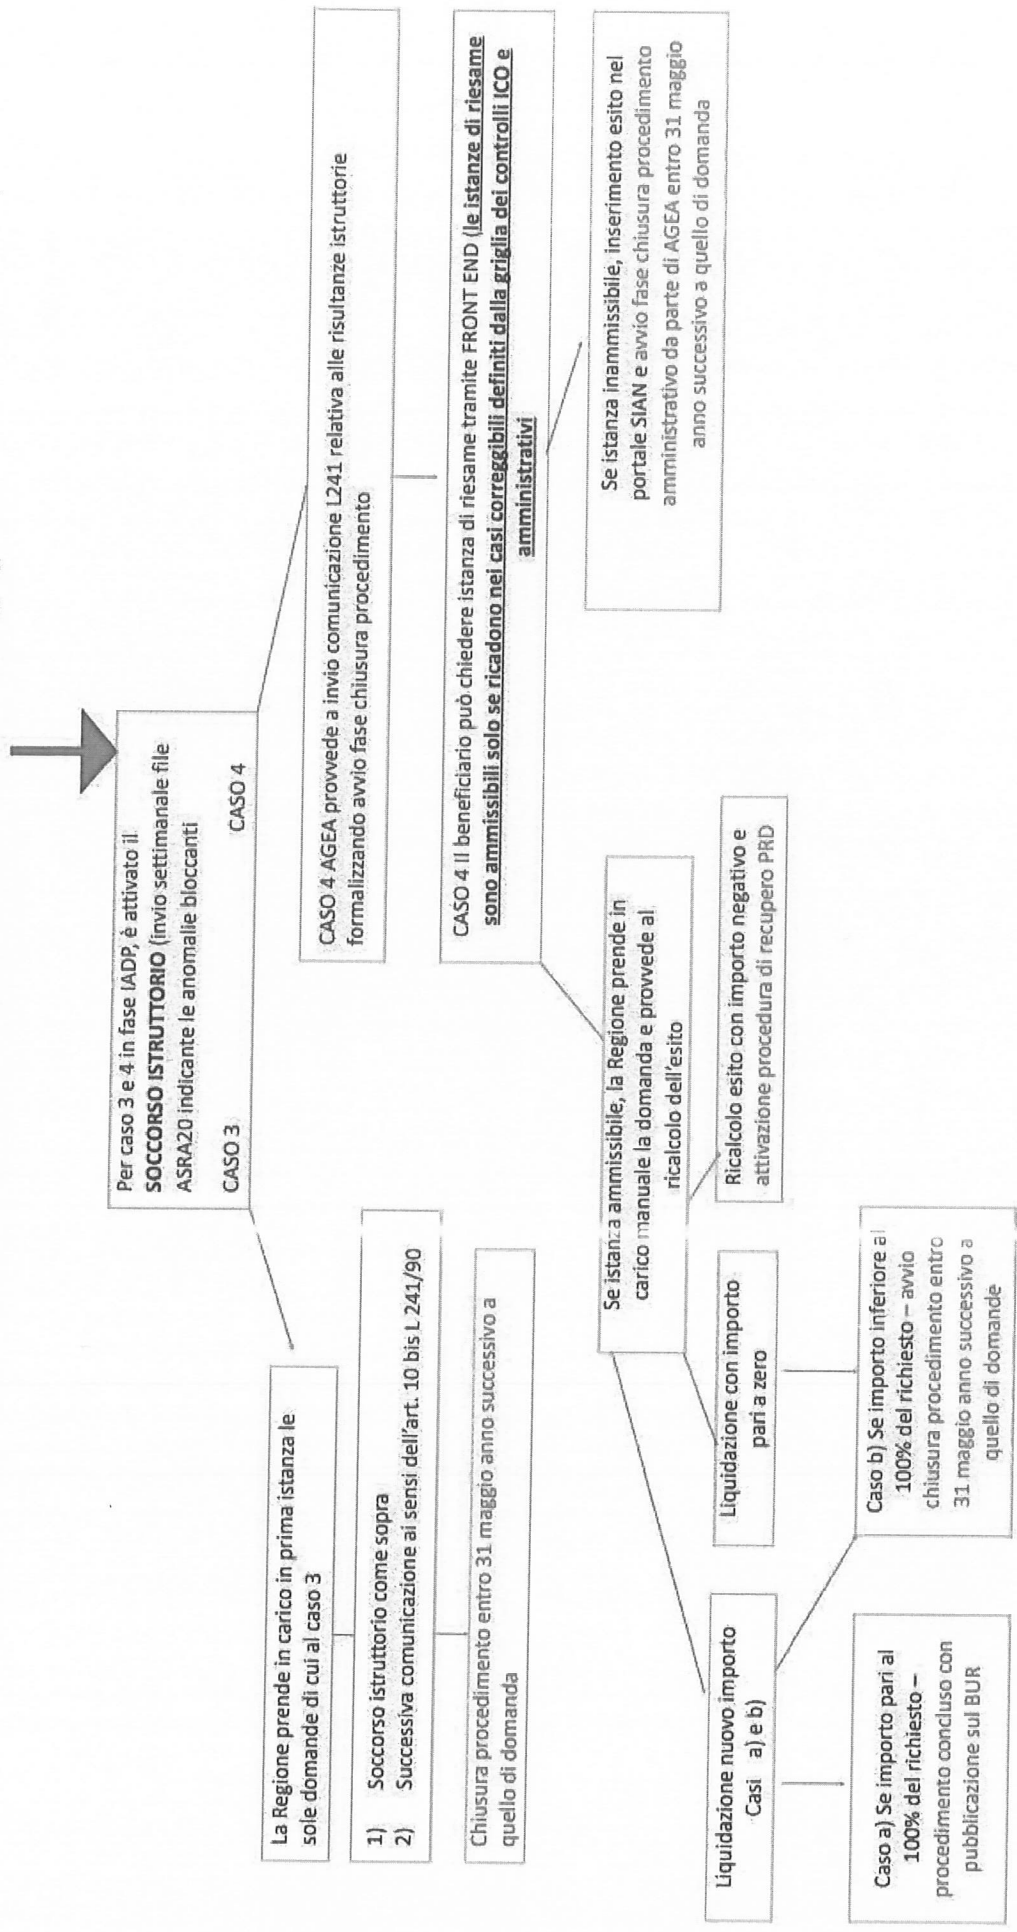 Per caso 3 e 4 in fase IADP, è attivato il
SOCCORSO ISTRUTTORIO (invio settimanale file
ASRA20 indicante le anomalie bloccanti
CASO 3 CASO 4
La Regione prende in carico in prima istanza le
sole domande di cui al caso 3
1) Soccorso istruttorio come sopra
2) Successiva comunicazione ai sensi dell'art. 10 bis L 241/90
Chiusura procedimento entro 31 maggio anno successivo a
quello di domanda
CASO 4 AGEA provvede a invio comunicazione L241 relativa alle risultanze istruttorie
formalizzando avvio fase chiusura procedimento
CASO 4 Il beneficiario può chiedere istanza di riesame tramite FRONT END (le istanze di riesame
sono ammissibili solo se ricadono nei casi correggibili definiti dalla griglia dei controlli ICO e
amministrativi
Se istanza ammissibile, la Regione prende in
carico manuale la domanda e provvede al
ricalcolo dell'esito
Se istanza inammissibile, inserimento esito nel
portale SIAN e avvio fase chiusura procedimento
amministrativo da parte di AGEA entro 31 maggio
anno successivo a quello di domanda
Liquidazione nuovo importo
Casi a) e b)
Liquidazione con importo
pari a zero
Ricalcolo esito con importo negativo e
attivazione procedura di recupero PRD
Caso a) Se importo pari al
100% del richiesto –
procedimento concluso con
pubblicazione sul BUR
Caso b) Se importo inferiore al
100% del richiesto – avvio
chiusura procedimento entro
31 maggio anno successivo a
quello di domande